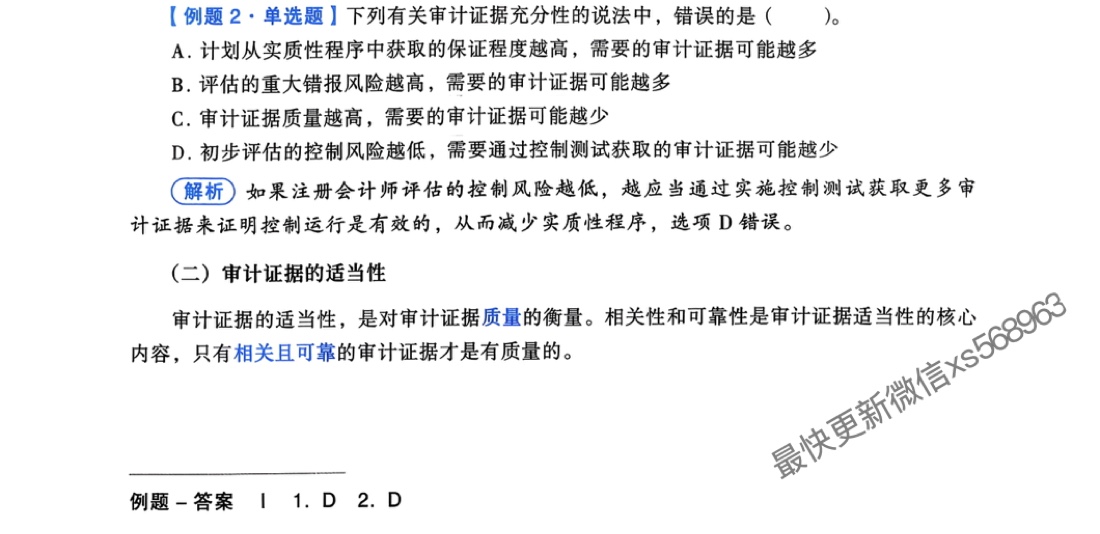 【例题2·单选题】下列有关审计证据充分性的说法中，错误的是（　　）。
A. 计划从实质性程序中获取的保证程度越高，需要的审计证据可能越多
B. 评估的重大错报风险越高，需要的审计证据可能越多
C. 审计证据质量越高，需要的审计证据可能越少
D. 初步评估的控制风险越低，需要通过控制测试获取的审计证据可能越少
解析 如果注册会计师评估的控制风险越低，越应当通过实施控制测试获取更多审
计证据来证明控制运行是有效的，从而减少实质性程序，选项 D 错误。
（二）审计证据的适当性
审计证据的适当性，是对审计证据质量的衡量。相关性和可靠性是审计证据适当性的核心
内容，只有相关且可靠的审计证据才是有质量的。
最快更新微信xs568963
例题－答案 | 1. D 2. D